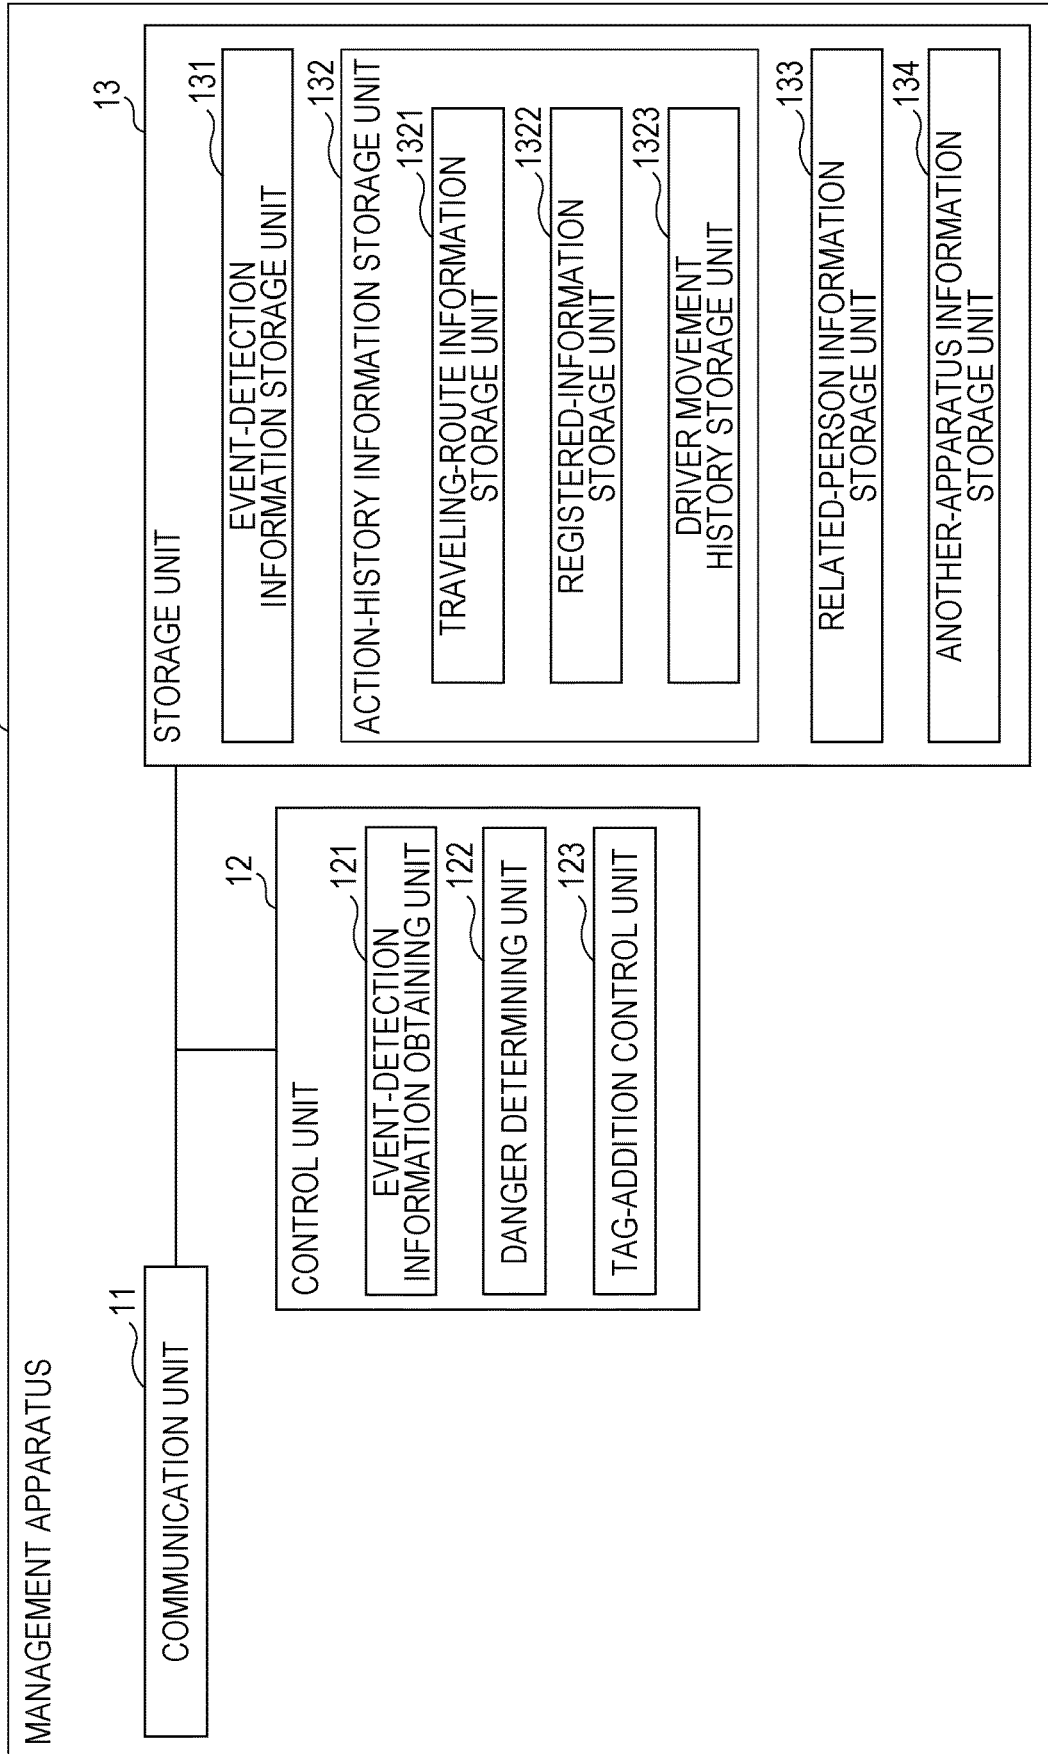 MANAGEMENT APPARATUS
11
COMMUNICATION UNIT
12
CONTROL UNIT
121
EVENT-DETECTION
INFORMATION OBTAINING UNIT
122
DANGER DETERMINING UNIT
123
TAG-ADDITION CONTROL UNIT
13
STORAGE UNIT
131
EVENT-DETECTION
INFORMATION STORAGE UNIT
132
ACTION-HISTORY INFORMATION STORAGE UNIT
1321
TRAVELING-ROUTE INFORMATION
STORAGE UNIT
1322
REGISTERED-INFORMATION
STORAGE UNIT
1323
DRIVER MOVEMENT
HISTORY STORAGE UNIT
133
RELATED-PERSON INFORMATION
STORAGE UNIT
134
ANOTHER-APPARATUS INFORMATION
STORAGE UNIT